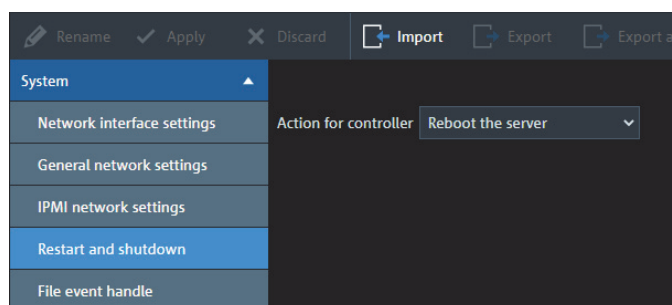 Rename Apply Discard Import Export Export a
System
Network interface settings
Action for controller Reboot the server
General network settings
IPMI network settings
Restart and shutdown
File event handle